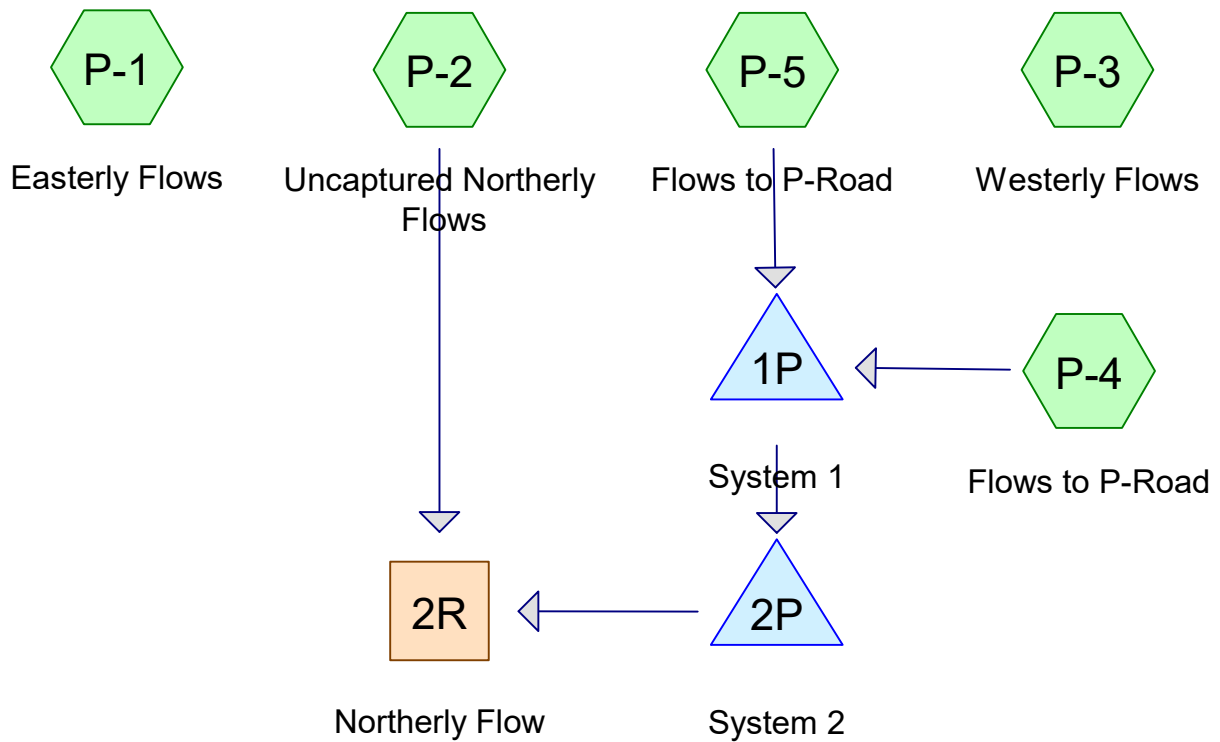 P-1
P-2
P-5
P-3
Easterly Flows
Uncaptured Northerly
Flows
Flows to P-Road
Westerly Flows
1P
P-4
System 1
Flows to P-Road
2R
2P
Northerly Flow
System 2